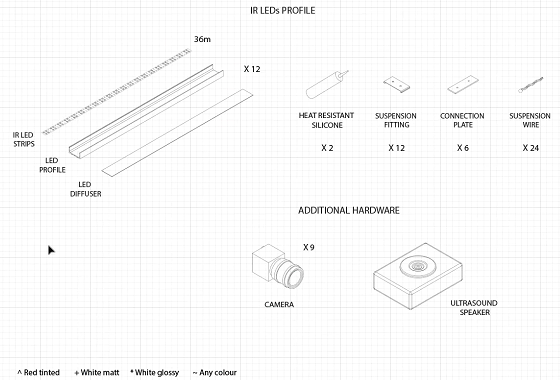 IR LEDs PROFILE
36m
X 12
IR LED
STRIPS
LED
PROFILE
LED
DIFFUSER
HEAT RESISTANT
SILICONE
X 2
SUSPENSION
FITTING
X 12
CONNECTION
PLATE
X 6
SUSPENSION
WIRE
X 24
ADDITIONAL HARDWARE
X 9
CAMERA
ULTRASOUND
SPEAKER
^ Red tinted + White matt * White glossy ~ Any colour